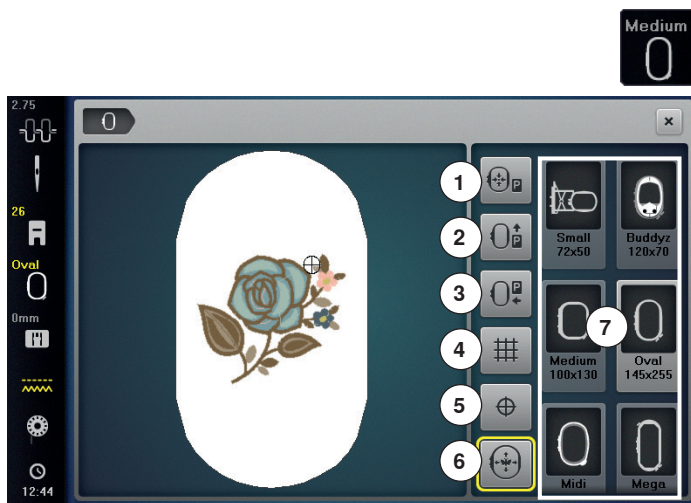 Medium
2.75
26
Oval
0mm
12:44
1
P
2
P
3
P
4
5
6
7
Small
72x50
Buddyz
120x70
Medium
100x130
Oval
145x255
Midi
Mega